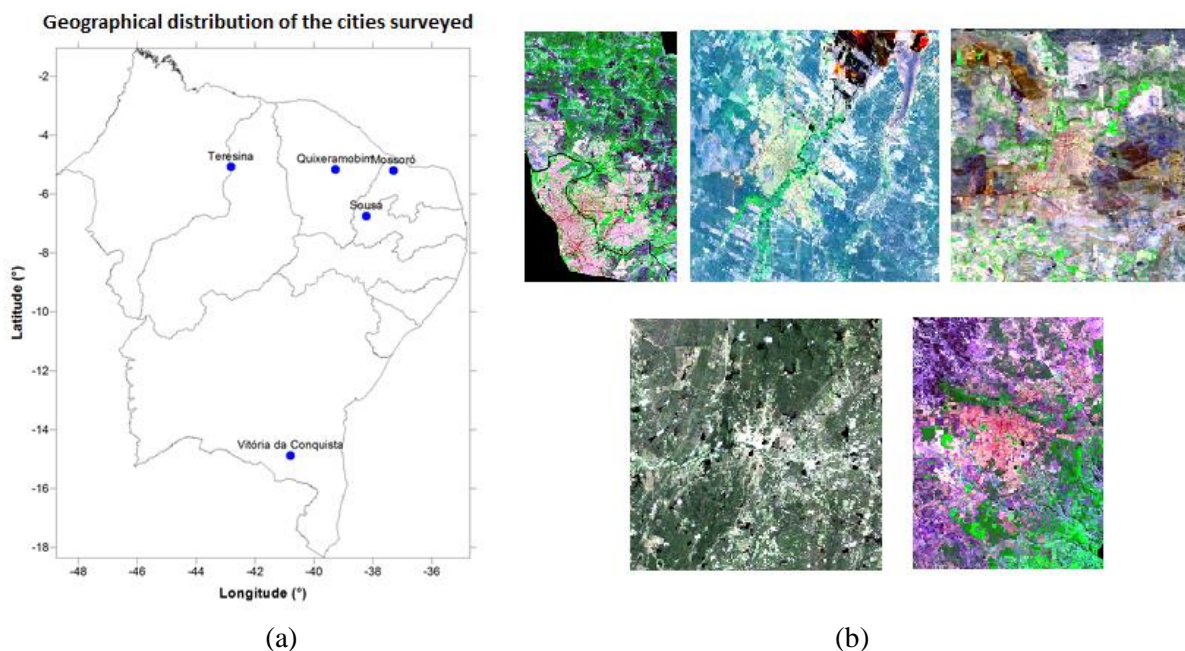 Geographical distribution of the cities surveyed
-2
-4
-6
-8
-10
-12
-14
-16
-18
Latitude (°)
Teresina
Quixeramobim
Mossoró
Sousa
Vitória da Conquista
-48
-46
-44
-42
-40
-38
-36
Longitude (°)
(a)
(b)